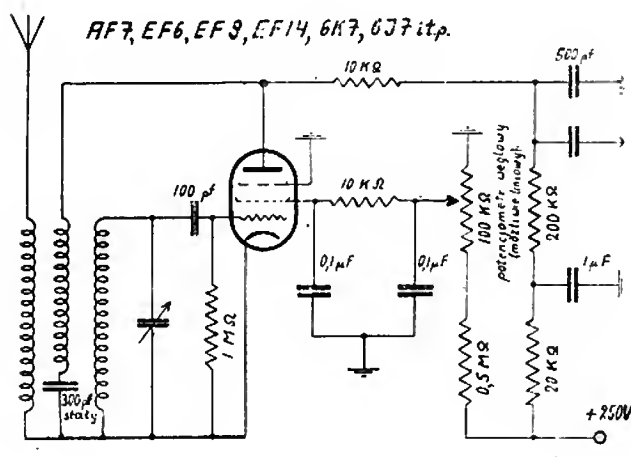 AF7, EF6, EF9, EF14, 6K7, 6J7 itp.
10 KΩ
500 pf
100 pf
10 KΩ
100 KΩ
potencjometr węglowy
(możliwie liniowy)
200 KΩ
0,1 µF
0,1 µF
1 µF
1 MΩ
0,5 MΩ
20 KΩ
300 pf
stały
+250V